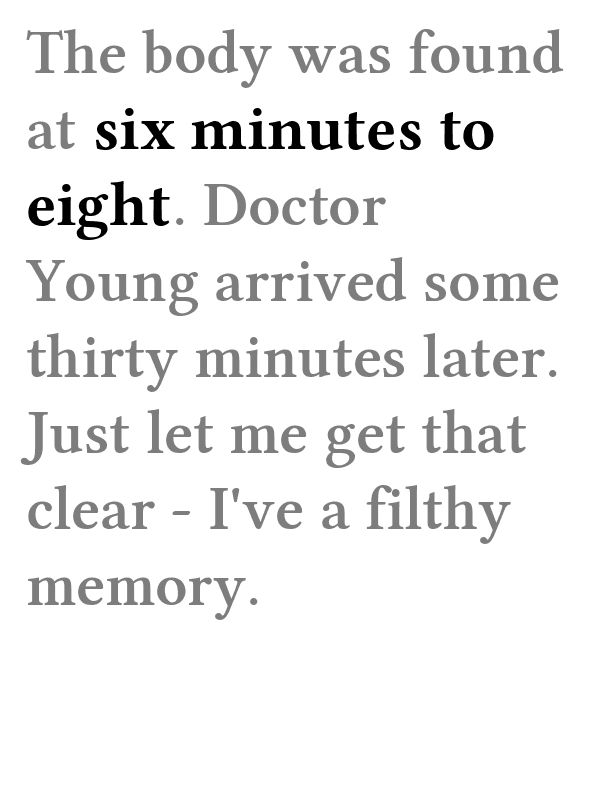 The body was found
at six minutes to
eight. Doctor
Young arrived some
thirty minutes later.
Just let me get that
clear - I've a filthy
memory.